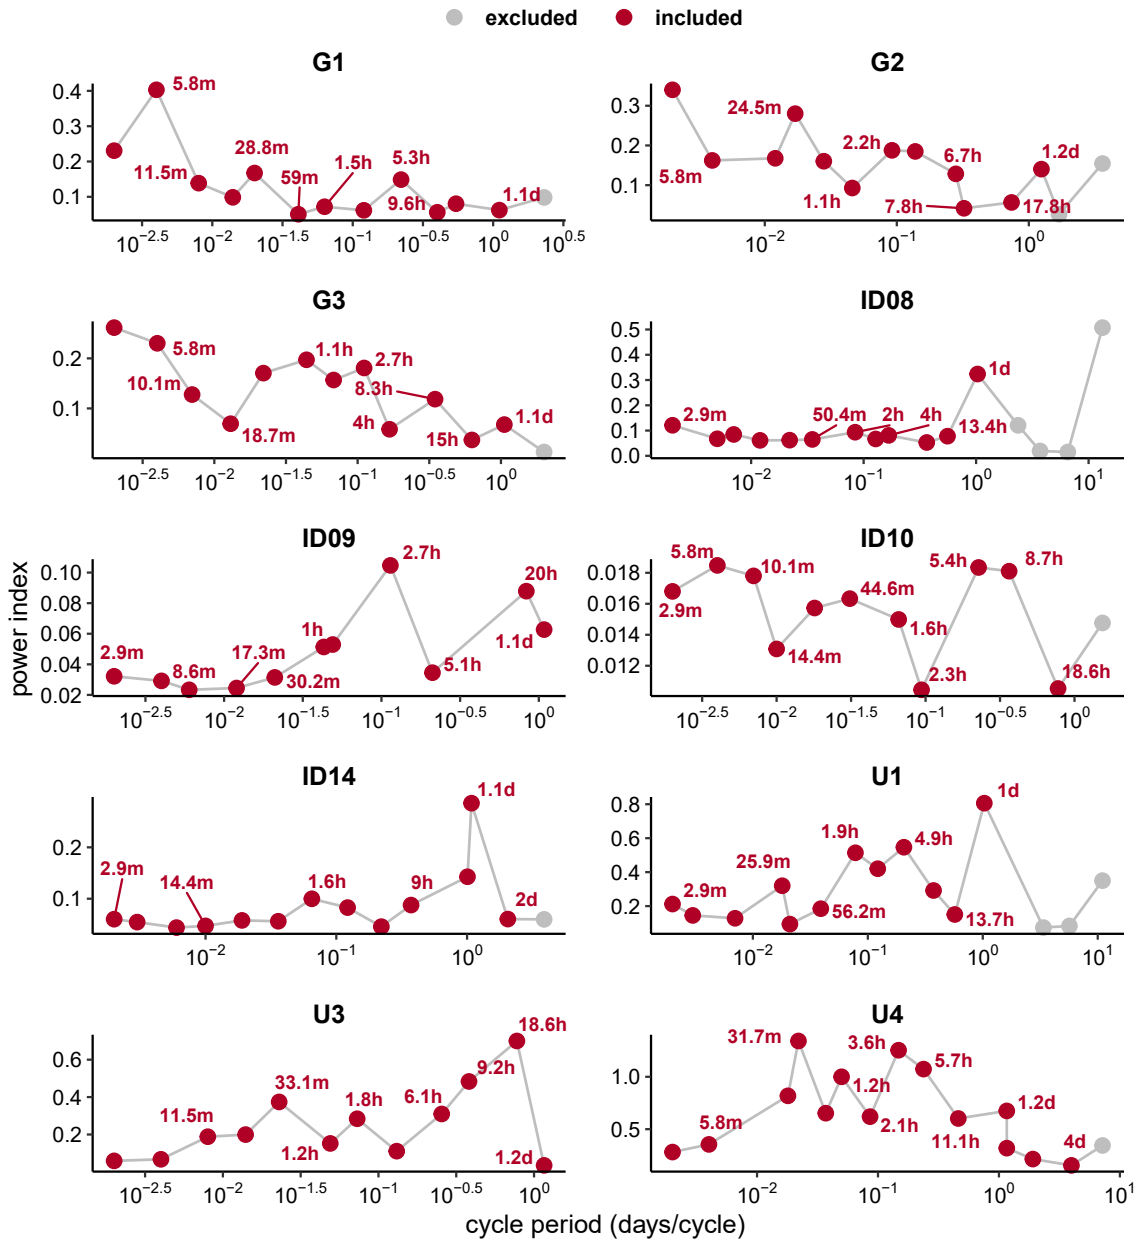 excluded included
G1
0.4
0.3
0.2
0.1
5.8m
11.5m
28.8m
59m
1.5h
5.3h
9.6h
1.1d
10^−2.5 10^−2 10^−1.5 10^−1 10^−0.5 10^0 10^0.5
G2
0.3
0.2
0.1
5.8m
24.5m
1.1h
2.2h
6.7h
7.8h
1.2d
17.8h
10^−2 10^−1 10^0
G3
0.2
0.1
5.8m
10.1m
18.7m
1.1h
2.7h
8.3h
4h
15h
1.1d
10^−2.5 10^−2 10^−1.5 10^−1 10^−0.5 10^0
ID08
0.5
0.4
0.3
0.2
0.1
0.0
2.9m
50.4m
2h
4h
13.4h
1d
10^−2 10^−1 10^0 10^1
power index
ID09
0.10
0.08
0.06
0.04
0.02
2.9m
8.6m
17.3m
30.2m
1h
2.7h
5.1h
20h
1.1d
10^−2.5 10^−2 10^−1.5 10^−1 10^−0.5 10^0
ID10
0.018
0.016
0.014
0.012
2.9m
5.8m
10.1m
14.4m
44.6m
1.6h
2.3h
5.4h
8.7h
18.6h
10^−2.5 10^−2 10^−1.5 10^−1 10^−0.5 10^0
ID14
0.2
0.1
2.9m
14.4m
1.6h
9h
1.1d
2d
10^−2 10^−1 10^0
U1
0.8
0.6
0.4
0.2
2.9m
25.9m
56.2m
1.9h
4.9h
13.7h
1d
10^−2 10^−1 10^0 10^1
U3
0.6
0.4
0.2
11.5m
33.1m
1.2h
1.8h
6.1h
9.2h
18.6h
1.2d
10^−2.5 10^−2 10^−1.5 10^−1 10^−0.5 10^0
U4
1.0
0.5
5.8m
31.7m
1.2h
2.1h
3.6h
5.7h
11.1h
1.2d
4d
10^−2 10^−1 10^0 10^1
cycle period (days/cycle)